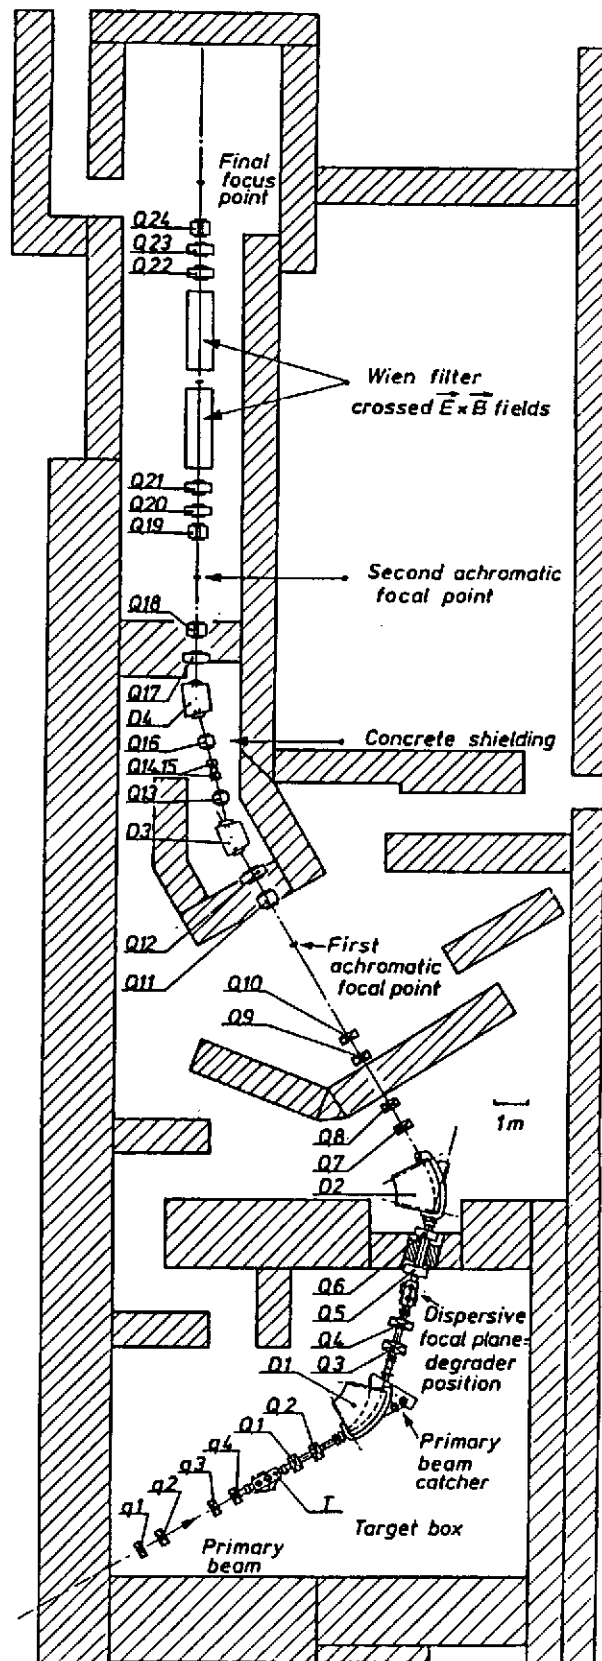 Final
focus
point
Q24
Q23
Q22
Wien filter
crossed E × B fields
Q21
Q20
Q19
Second achromatic
focal point
Q18
Q17
D4
Q16
Concrete shielding
Q14,15
Q13
D3
Q12
Q11
First
achromatic
focal point
Q10
Q9
1m
Q8
Q7
D2
Q6
Q5
Q4
Q3
Dispersive
focal plane=
degrader
position
D1
Q2
Q1
Primary
beam
catcher
q4
q3
q2
q1
T
Target box
Primary
beam